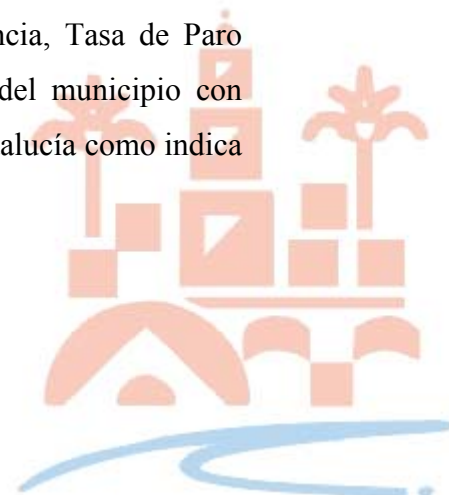 ncia, Tasa de Paro
del municipio con
alucía como indica